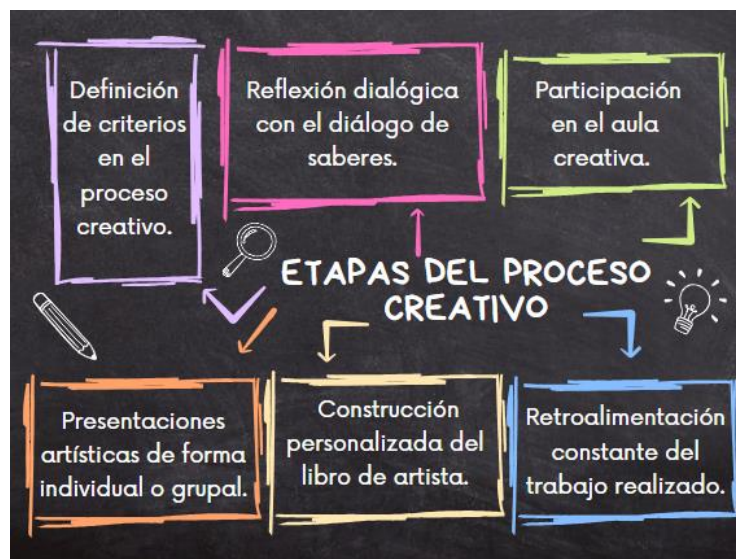 Definición
de criterios
en el
proceso
creativo.
Reflexión dialógica
con el diálogo de
saberes.
Participación
en el aula
creativa.
ETAPAS DEL PROCESO
CREATIVO
Presentaciones
artísticas de forma
individual o grupal.
Construcción
personalizada del
libro de artista.
Retroalimentación
constante del
trabajo realizado.